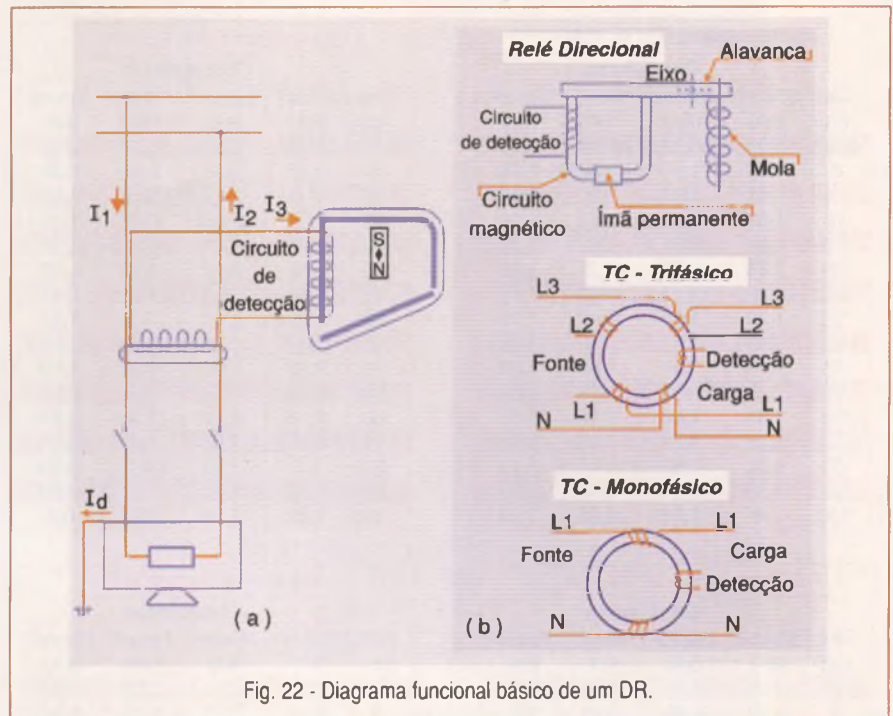 Relé Direcional
Alavanca
Eixo
Circuito
de detecção
Mola
Circuito
magnético
Ímã permanente
I1
I2
I3
Circuito
de
detecção
S
N
TC - Trifásico
L3
L3
L2
L2
Fonte
Detecção
Carga
L1
L1
N
N
Id
TC - Monofásico
L1
L1
Fonte
Carga
Detecção
N
N
(a)
(b)
Fig. 22 - Diagrama funcional básico de um DR.